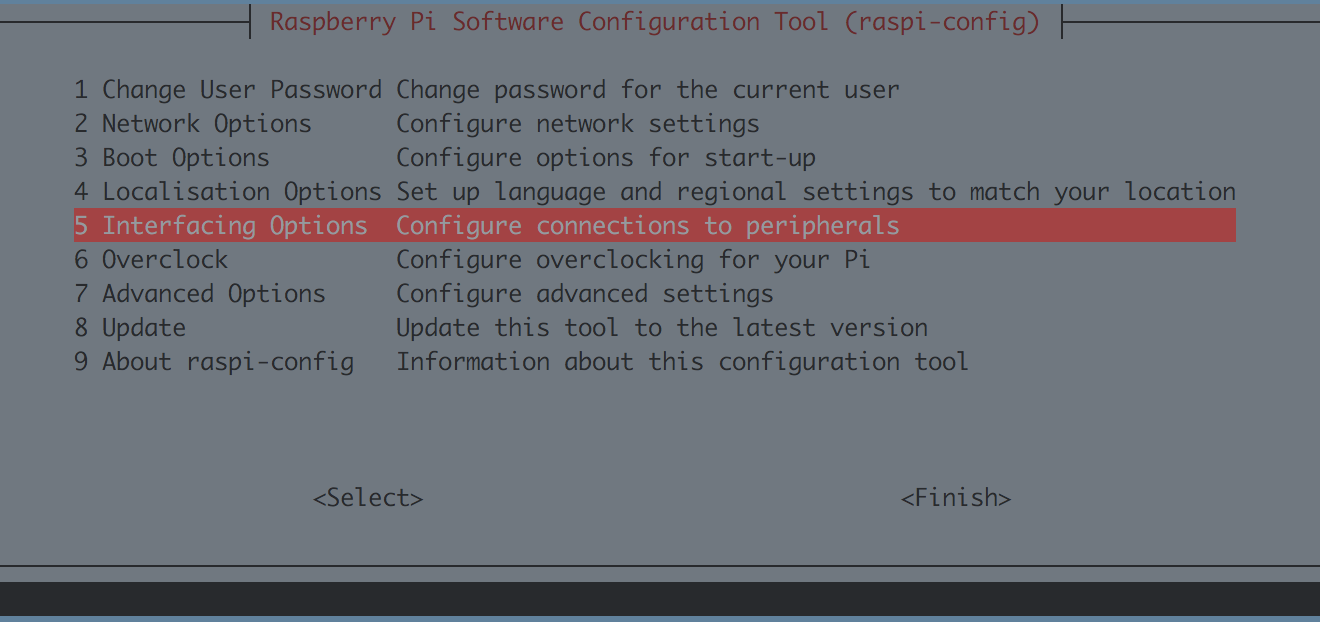 Raspberry Pi Software Configuration Tool (raspi-config)
1 Change User Password Change password for the current user
2 Network Options Configure network settings
3 Boot Options Configure options for start-up
4 Localisation Options Set up language and regional settings to match your location
5 Interfacing Options Configure connections to peripherals
6 Overclock Configure overclocking for your Pi
7 Advanced Options Configure advanced settings
8 Update Update this tool to the latest version
9 About raspi-config Information about this configuration tool
<Select> <Finish>